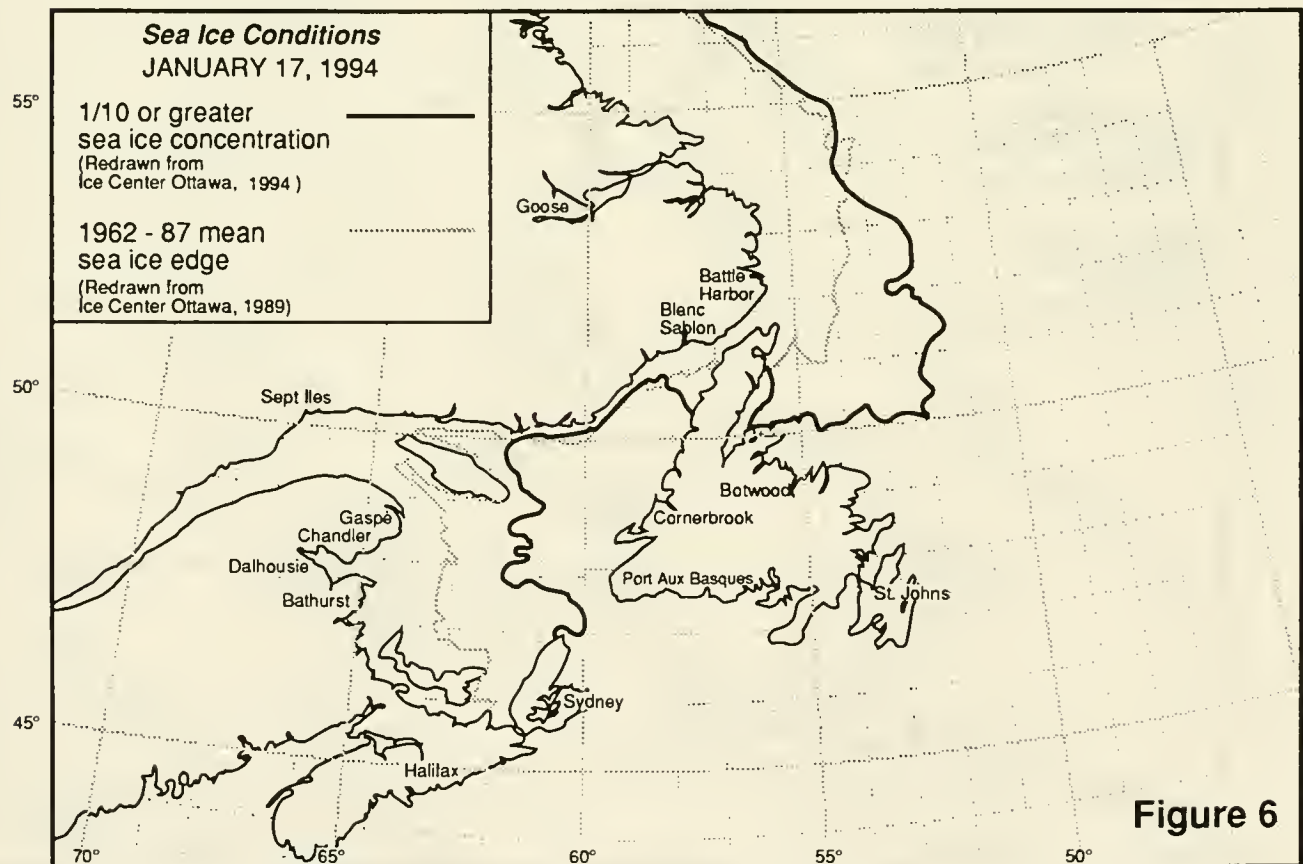 Sea Ice Conditions
JANUARY 17, 1994
1/10 or greater
sea ice concentration
(Redrawn from
Ice Center Ottawa, 1994 )
1962 - 87 mean
sea ice edge
(Redrawn from
Ice Center Ottawa, 1989)
55°
50°
45°
Goose
Battle
Harbor
Blanc
Sablon
Sept Iles
Botwood
Cornerbrook
Gaspè
Chandler
Dalhousie
Bathurst
Port Aux Basques
St. Johns
Sydney
Halifax
Figure 6
70°
65°
60°
55°
50°